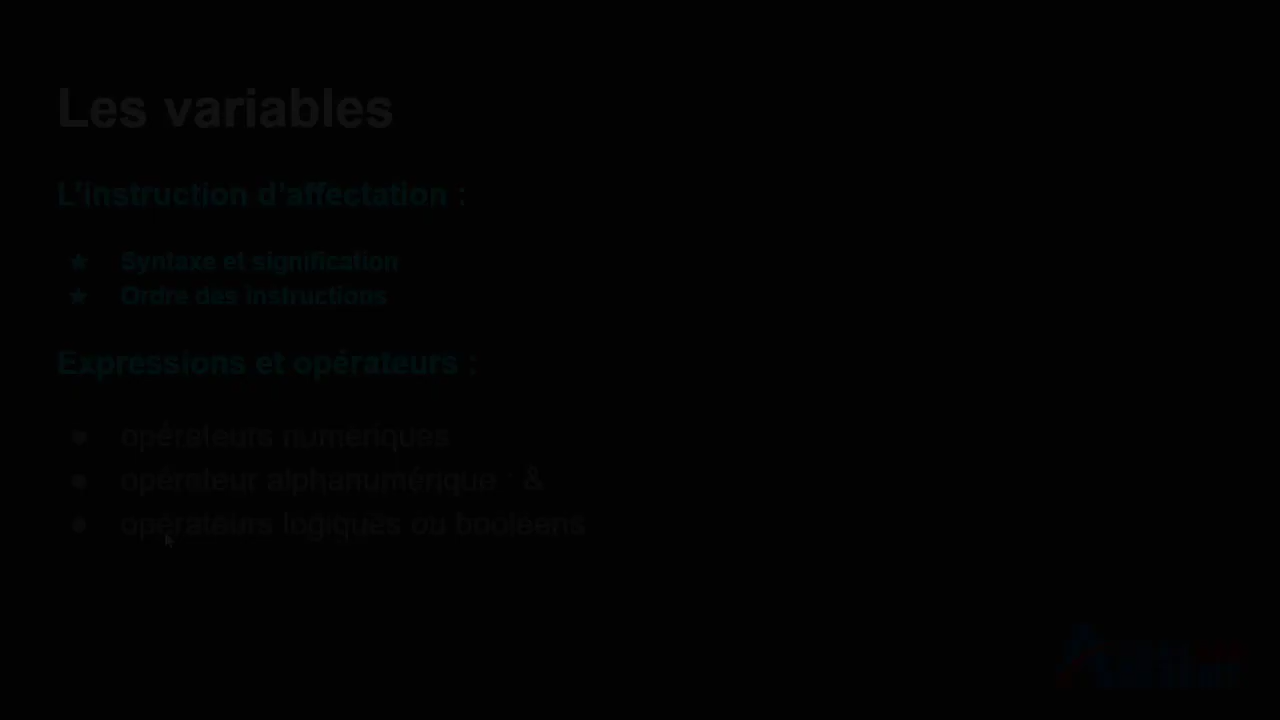 Les variables
L'instruction d'affectation :
★ Syntaxe et signification
★ Ordre des instructions
Expressions et opérateurs :
● opérateurs numériques
● opérateur alphanumérique : &
● opérateurs logiques ou booléens